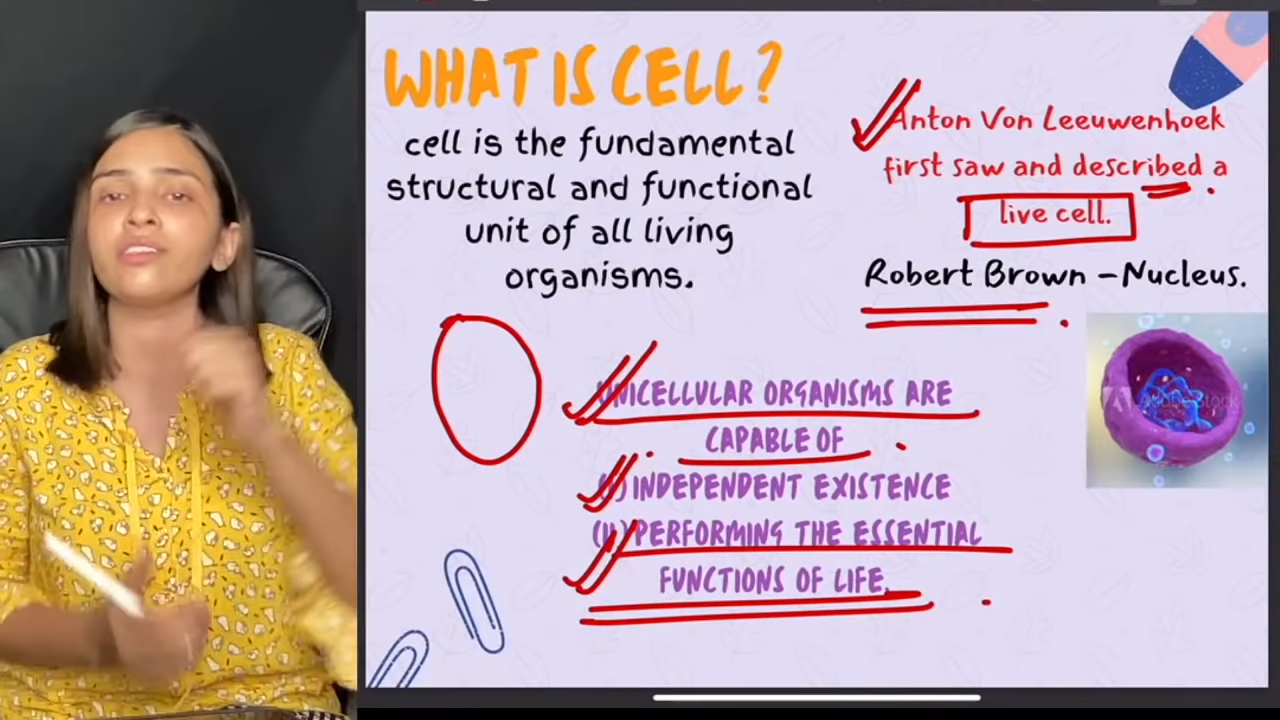 WHAT IS CELL?
cell is the fundamental
structural and functional
unit of all living
organisms.
Anton Von Leeuwenhoek
first saw and described a
live cell.
Robert Brown – Nucleus.
UNICELLULAR ORGANISMS ARE
CAPABLE OF
(I) INDEPENDENT EXISTENCE
(II) PERFORMING THE ESSENTIAL
FUNCTIONS OF LIFE.
Adobe Stock